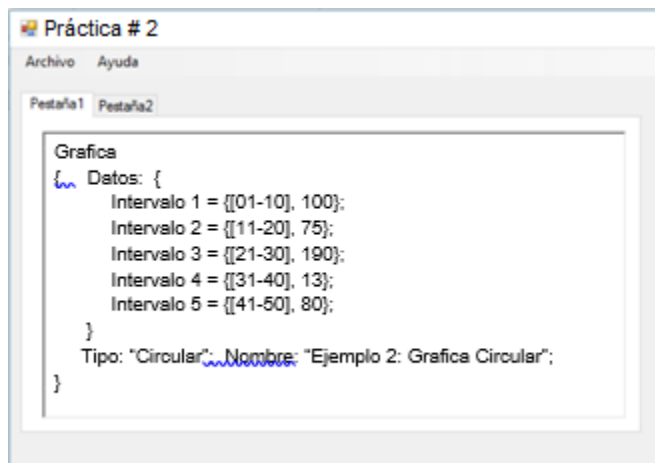 Práctica # 2
Archivo Ayuda
Pestaña1 Pestaña2
Grafica
{ Datos: {
Intervalo 1 = {[01-10], 100};
Intervalo 2 = {[11-20], 75};
Intervalo 3 = {[21-30], 190};
Intervalo 4 = {[31-40], 13};
Intervalo 5 = {[41-50], 80};
}
Tipo: “Circular”; Nombre: “Ejemplo 2: Grafica Circular”;
}